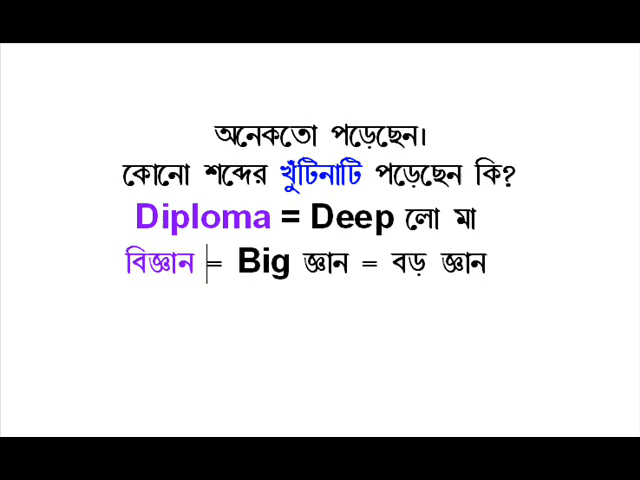 অনেকতো পড়েছেন।
কোনো শব্দের খুঁটিনাটি পড়েছেন কি?
Diploma = Deep লো মা
বিজ্ঞান = Big জ্ঞান = বড় জ্ঞান